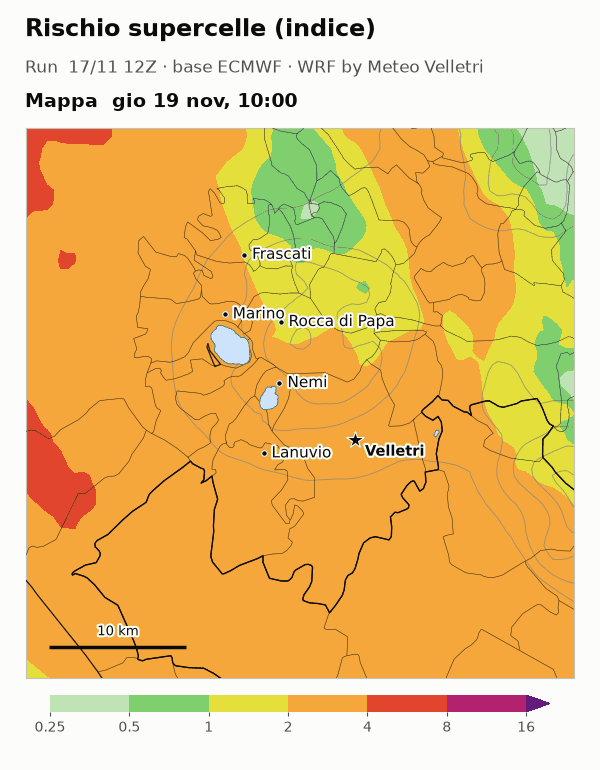 Rischio supercelle (indice)
Run  17/11 12Z · base ECMWF · WRF by Meteo Velletri
Mappa  gio 19 nov, 10:00
Frascati
Marino
Rocca di Papa
Nemi
Velletri
Lanuvio
10 km
0.25 0.5 1 2 4 8 16